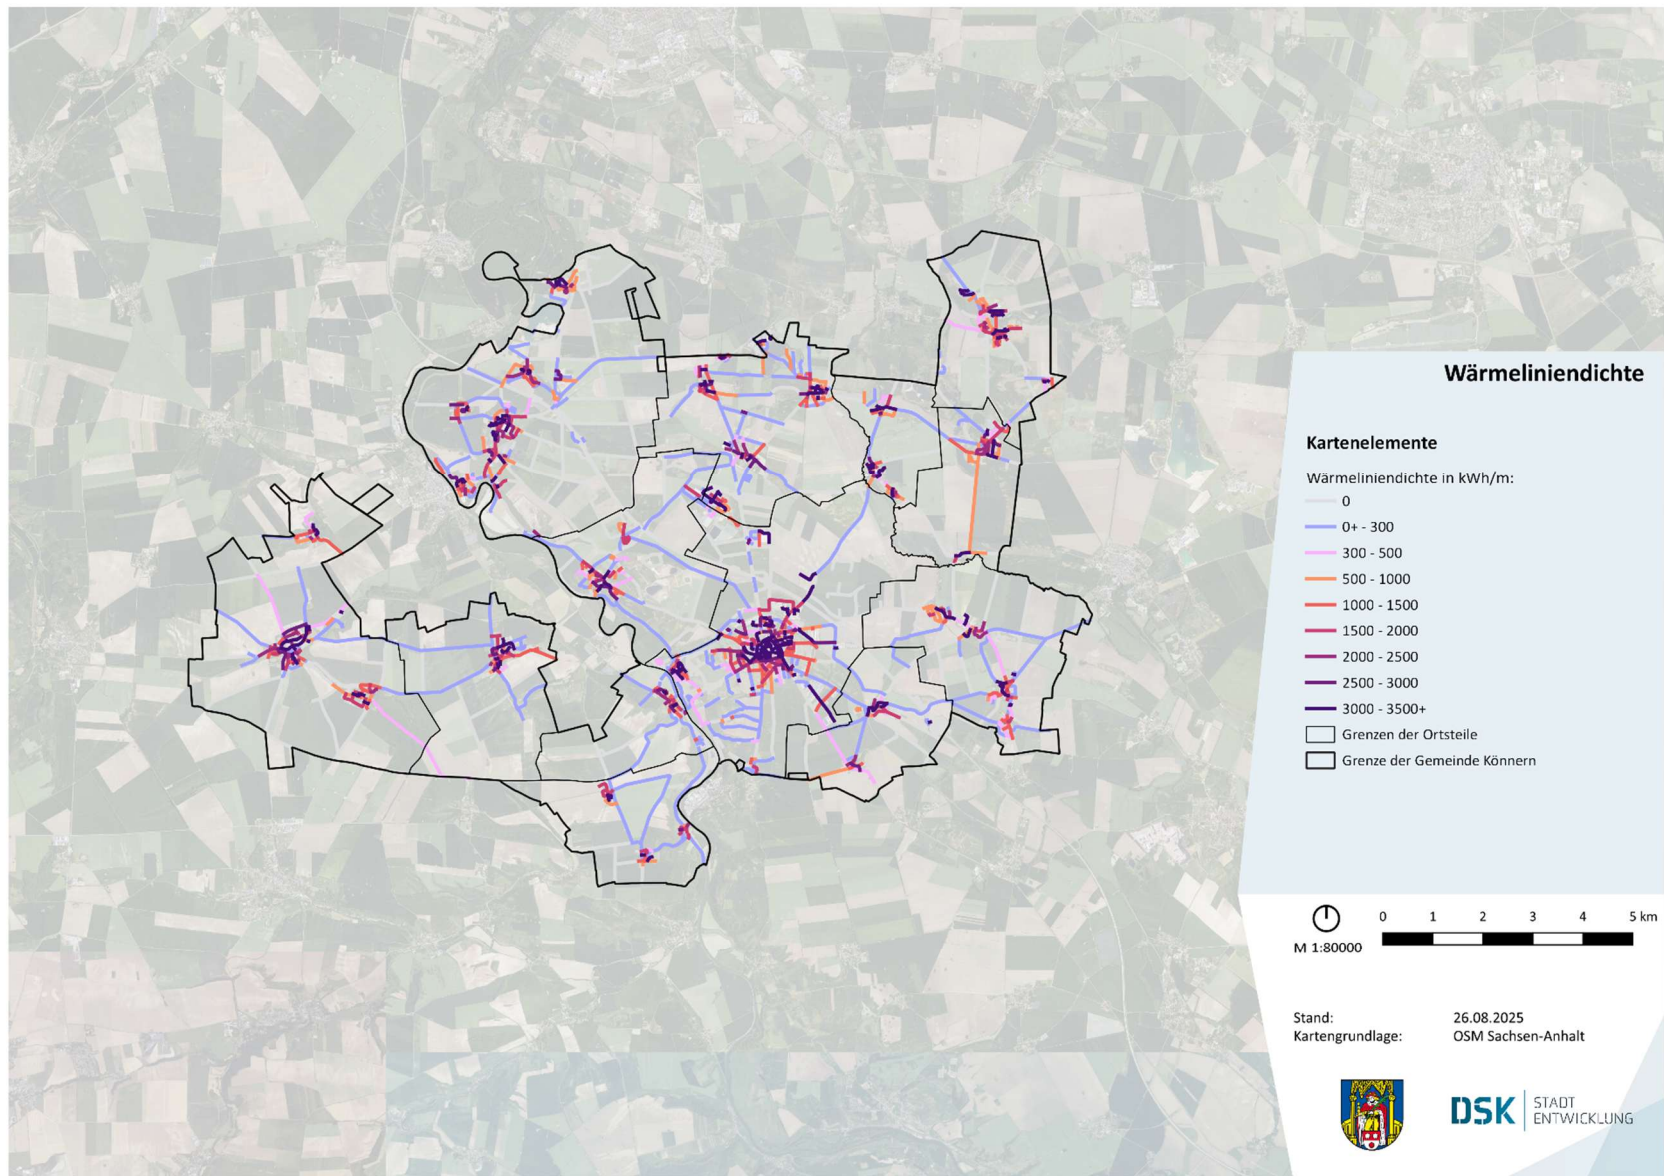 Wärmeliniendichte
Kartenelemente
Wärmeliniendichte in kWh/m:
0
0+ - 300
300 - 500
500 - 1000
1000 - 1500
1500 - 2000
2000 - 2500
2500 - 3000
3000 - 3500+
Grenzen der Ortsteile
Grenze der Gemeinde Könnern
0 1 2 3 4 5 km
M 1:80000
Stand: 26.08.2025
Kartengrundlage: OSM Sachsen-Anhalt
DSK STADT
ENTWICKLUNG